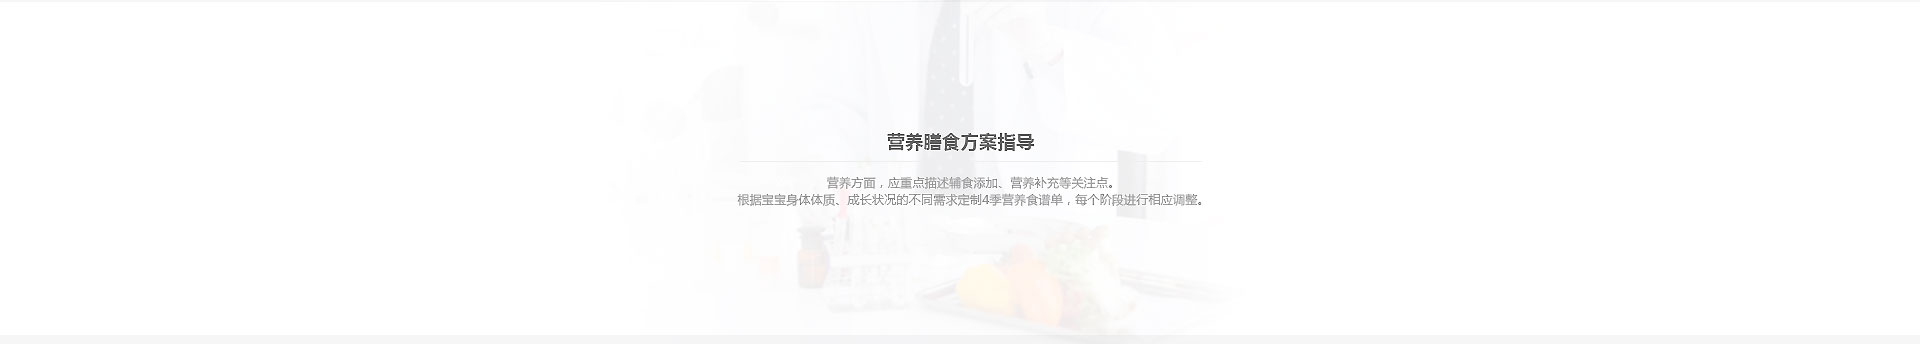 营养膳食方案指导
营养方面，应重点描述辅食添加、营养补充等关注点。
根据宝宝身体体质、成长状况的不同需求定制4季营养食谱单，每个阶段进行相应调整。